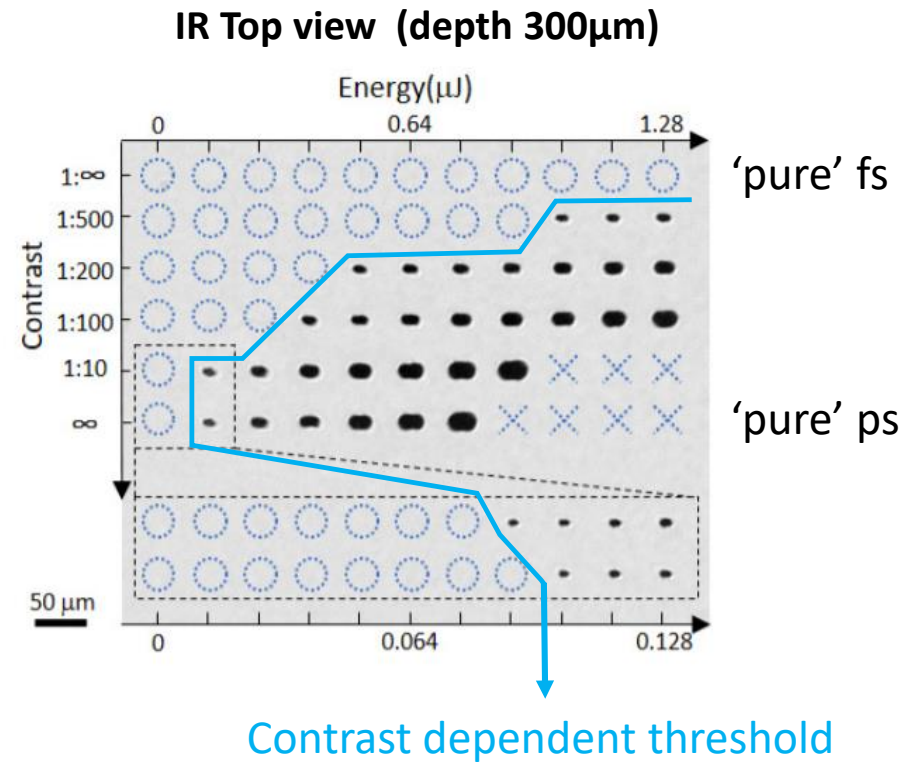 IR Top view (depth 300μm)
Energy(μJ)
0 0.64 1.28
Contrast
1:∞
'pure' fs
1:500
1:200
1:100
1:10
∞
'pure' ps
50 μm
0 0.064 0.128
Contrast dependent threshold